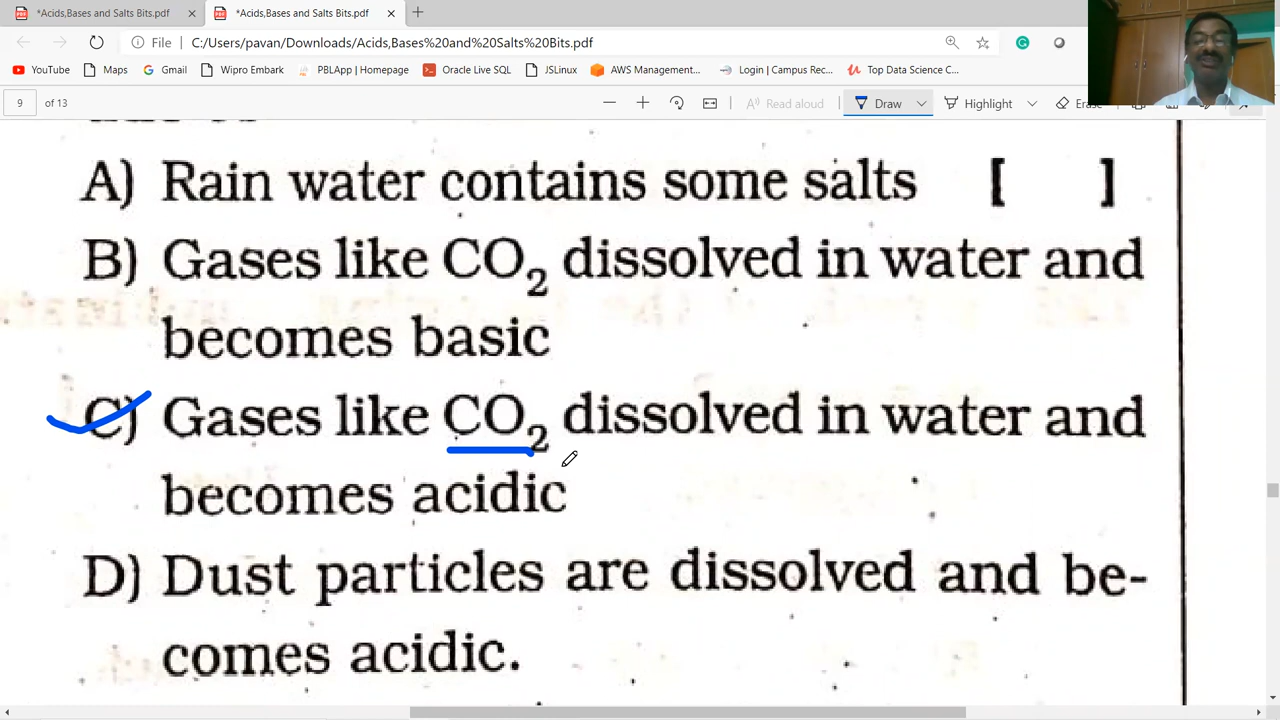 *Acids,Bases and Salts Bits.pdf
*Acids,Bases and Salts Bits.pdf
File C:/Users/pavan/Downloads/Acids,Bases%20and%20Salts%20Bits.pdf
YouTube Maps Gmail Wipro Embark PBLApp | Homepage Oracle Live SQL JSLinux AWS Management... Login | Campus Rec... Top Data Science C...
9 of 13 Read aloud Draw Highlight Erase
A) Rain water contains some salts [ ]
B) Gases like CO₂ dissolved in water and
becomes basic
C) Gases like CO₂ dissolved in water and
becomes acidic
D) Dust particles are dissolved and be-
comes acidic.